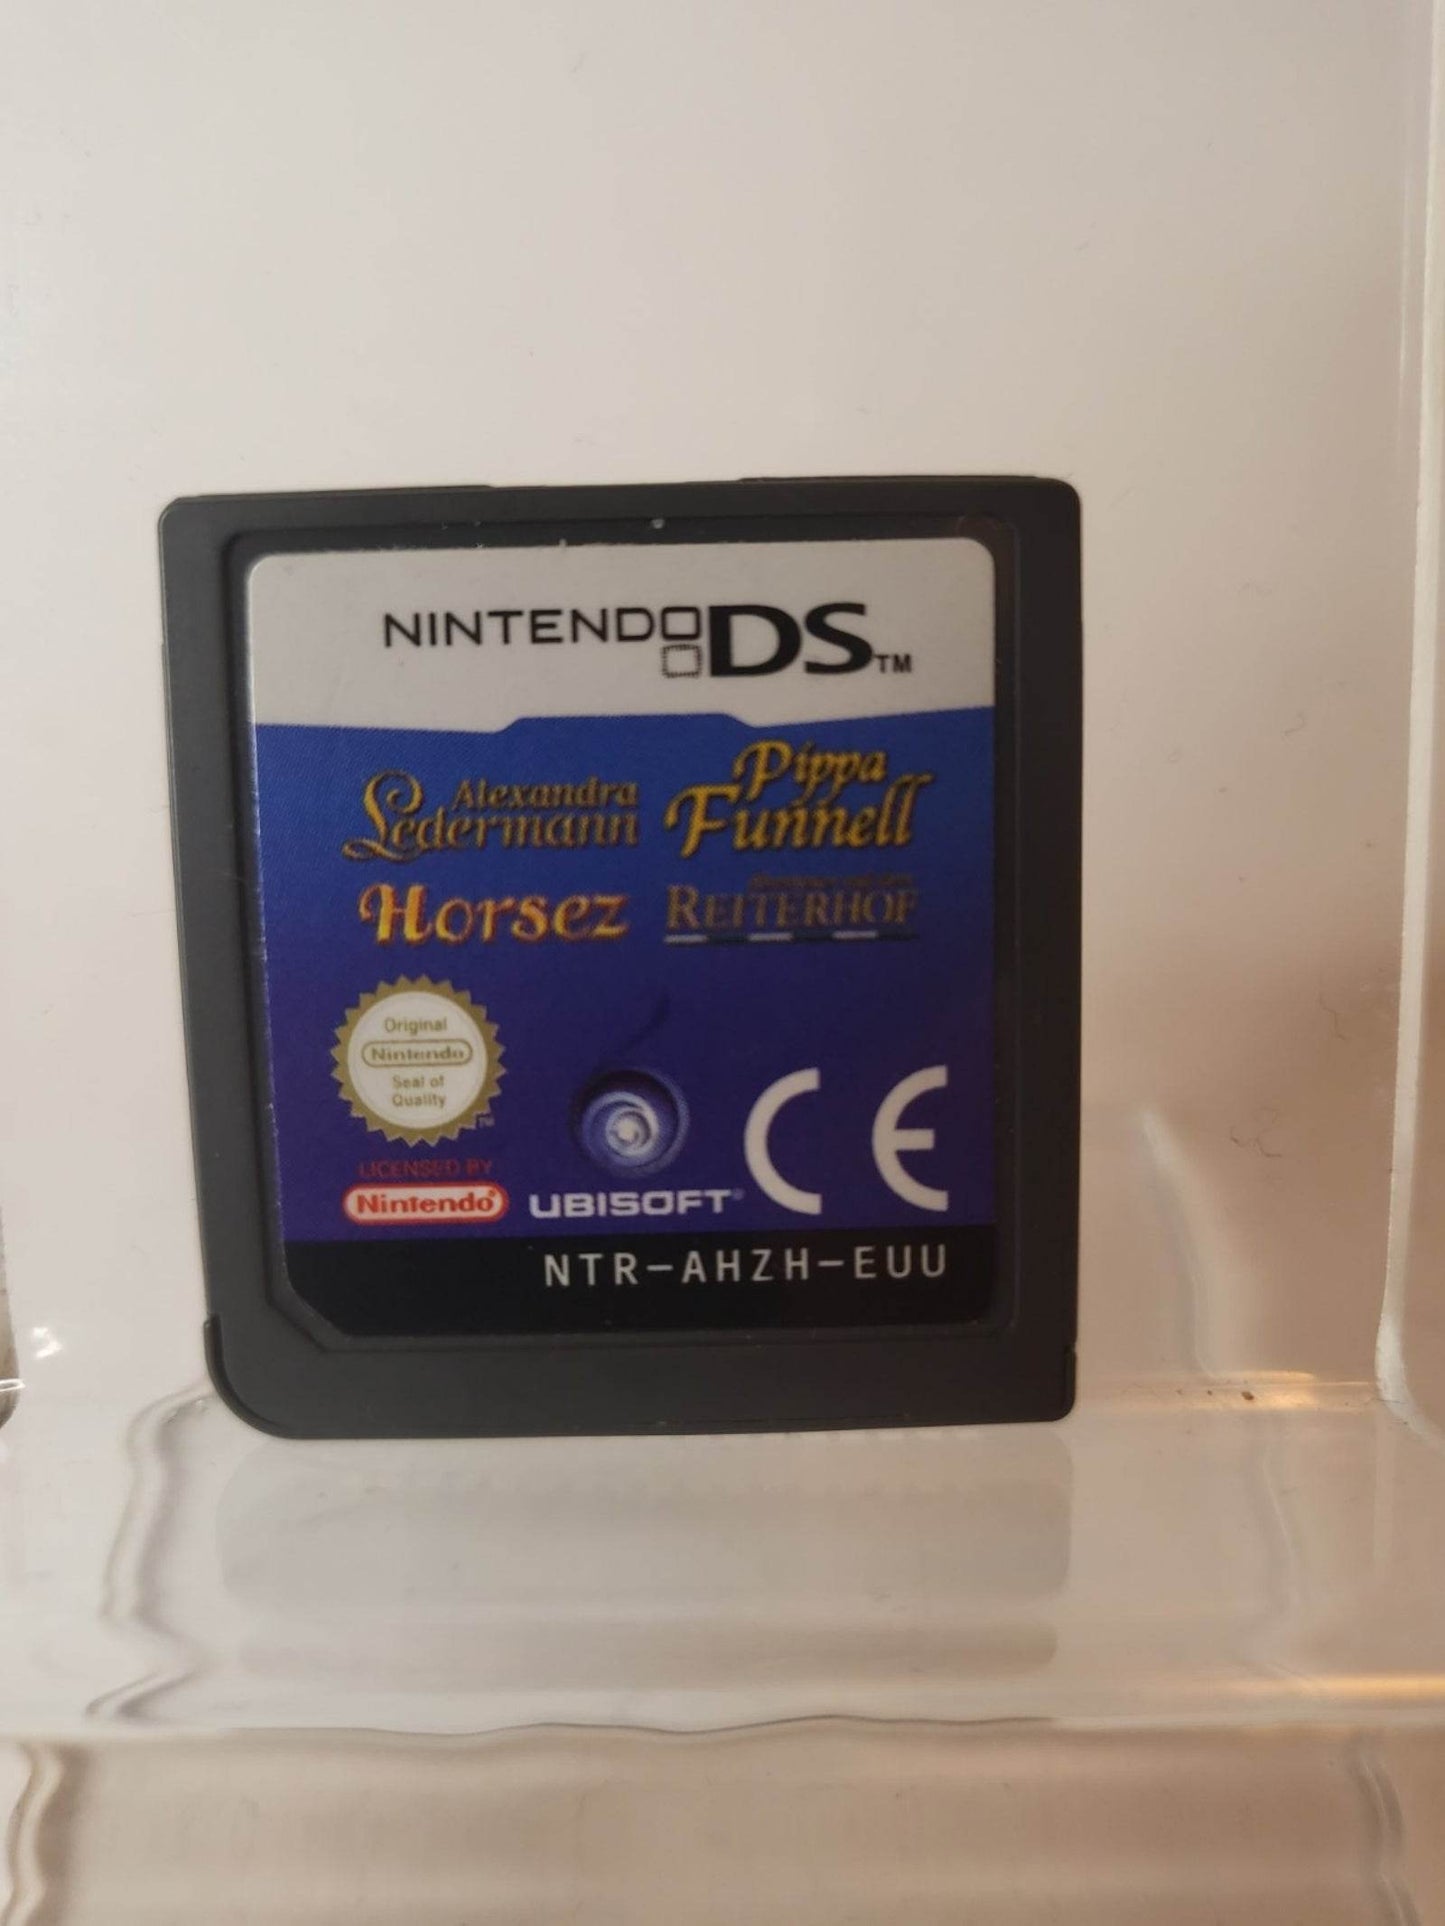 NINTENDO DS™
Alexandra
Ledermann
Pippa
Funnell
Horsez
REITERHOF
Original
Nintendo
Seal of
Quality
™
LICENSED BY
Nintendo®
UBISOFT®
CE
NTR-AHZH-EUU